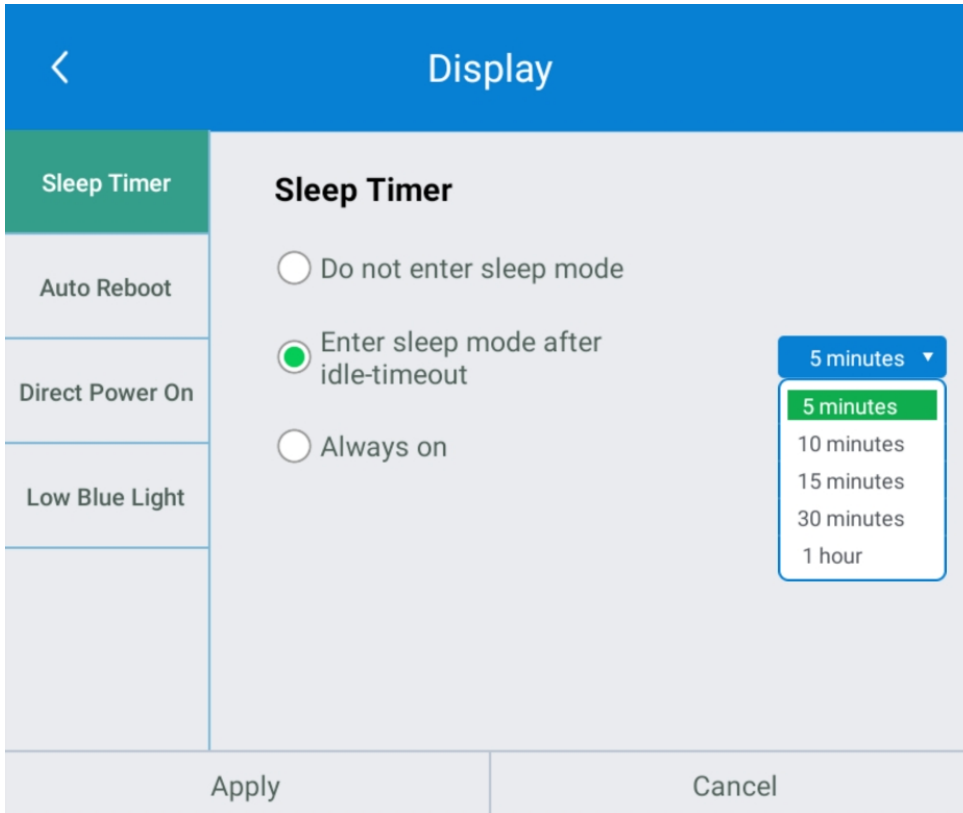 Display
Sleep Timer
Auto Reboot
Direct Power On
Low Blue Light
Sleep Timer
Do not enter sleep mode
Enter sleep mode after
idle-timeout
5 minutes
5 minutes
10 minutes
15 minutes
30 minutes
1 hour
Always on
Apply
Cancel